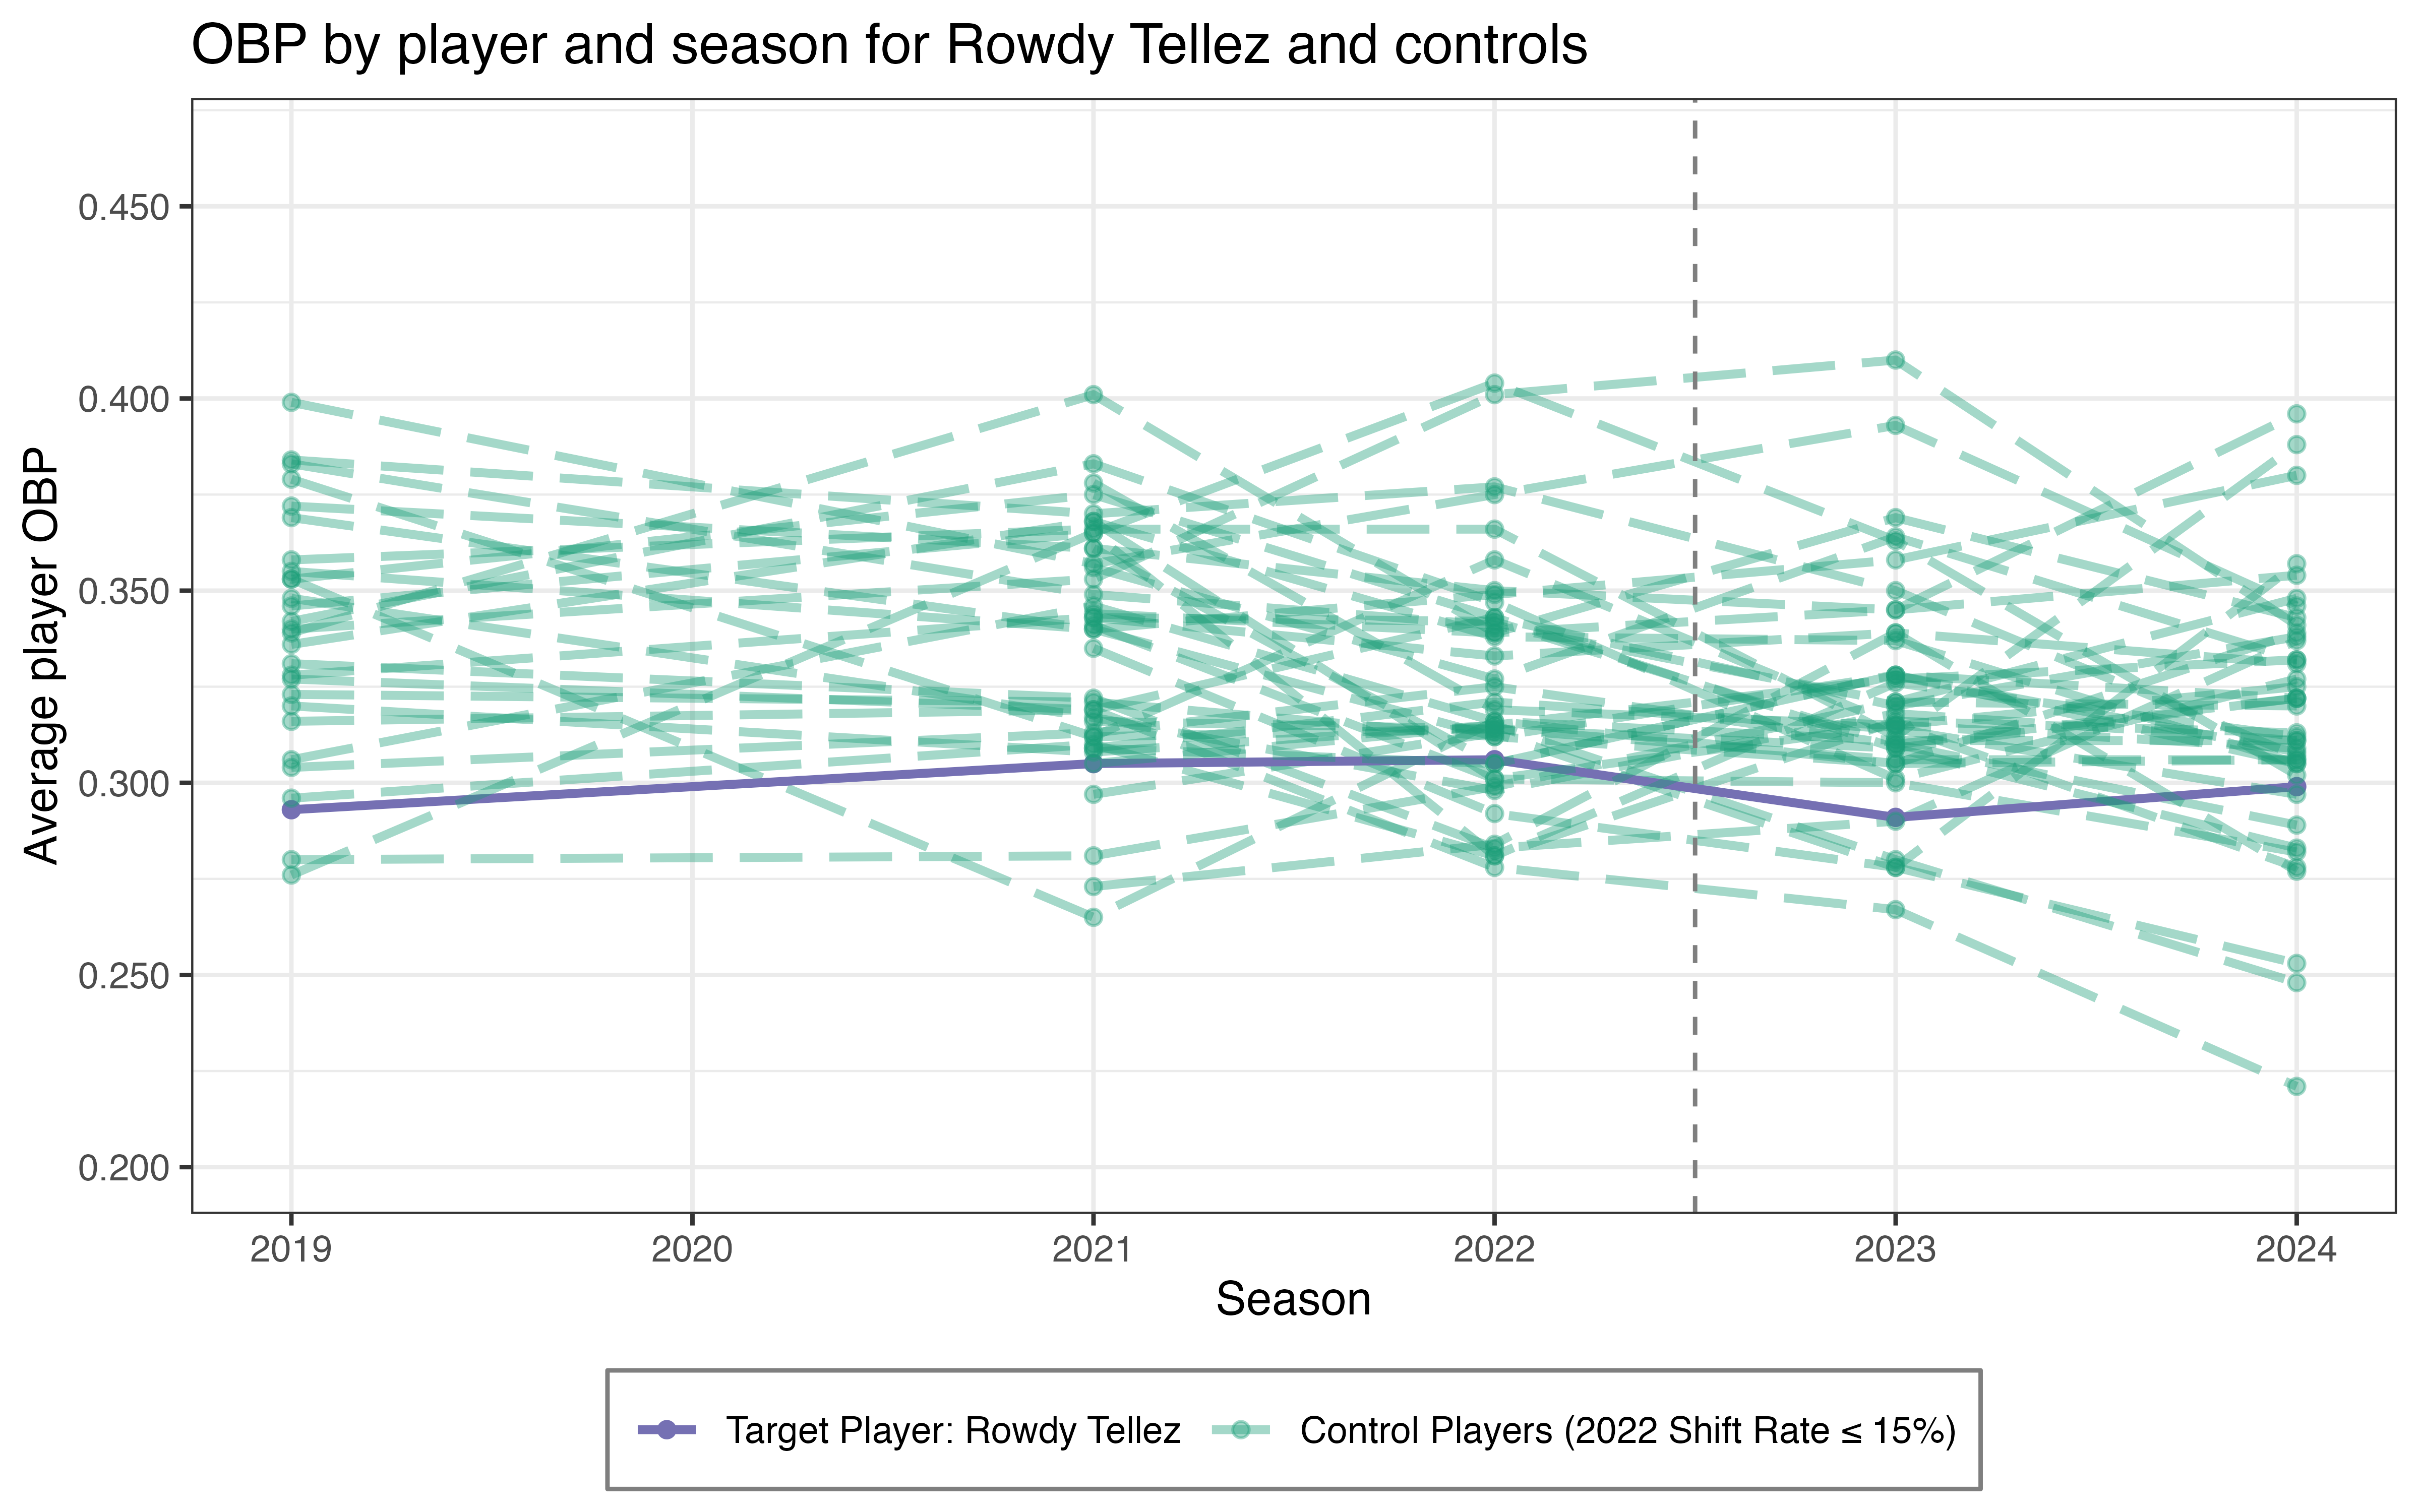 OBP by player and season for Rowdy Tellez and controls
Average player OBP
0.450
0.400
0.350
0.300
0.250
0.200
2019 2020 2021 2022 2023 2024
Season
Target Player: Rowdy Tellez Control Players (2022 Shift Rate ≤ 15%)